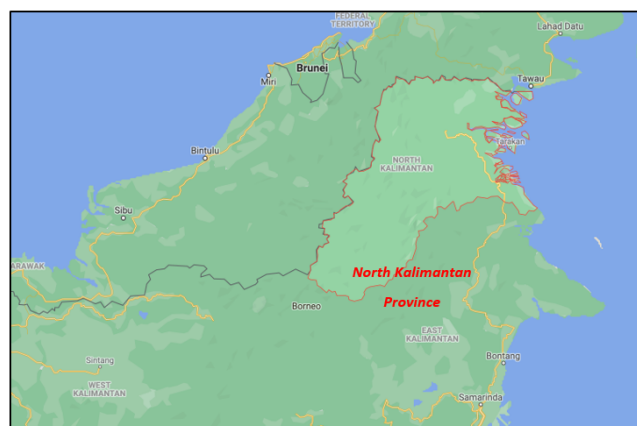 FEDERAL
TERRITORY
Lahad Datu
Brunei
Miri
Tawau
Tarakan
Bintulu
NORTH
KALIMANTAN
Sibu
ARAWAK
North Kalimantan
Province
Borneo
EAST
KALIMANTAN
Sintang
Bontang
WEST
KALIMANTAN
Samarinda